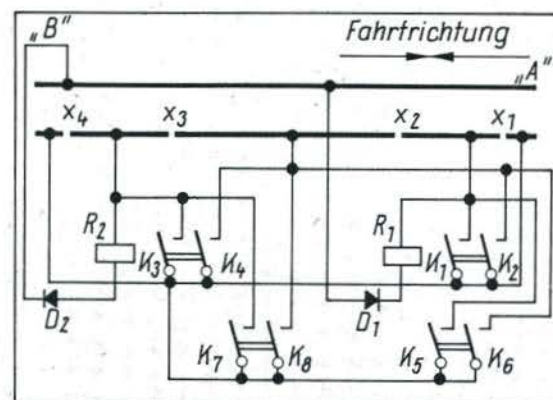 „B" Fahrtrichtung
„A"
x₄ x₃ x₂ x₁
R₂ R₁
K₃ K₄ K₁ K₂
D₂ D₁
K₇ K₈ K₅ K₆